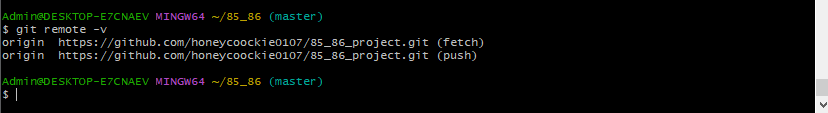 Admin@DESKTOP-E7CNAEV MINGW64 ~/85_86 (master)
$ git remote -v
origin  https://github.com/honeycoockie0107/85_86_project.git (fetch)
origin  https://github.com/honeycoockie0107/85_86_project.git (push)
Admin@DESKTOP-E7CNAEV MINGW64 ~/85_86 (master)
$